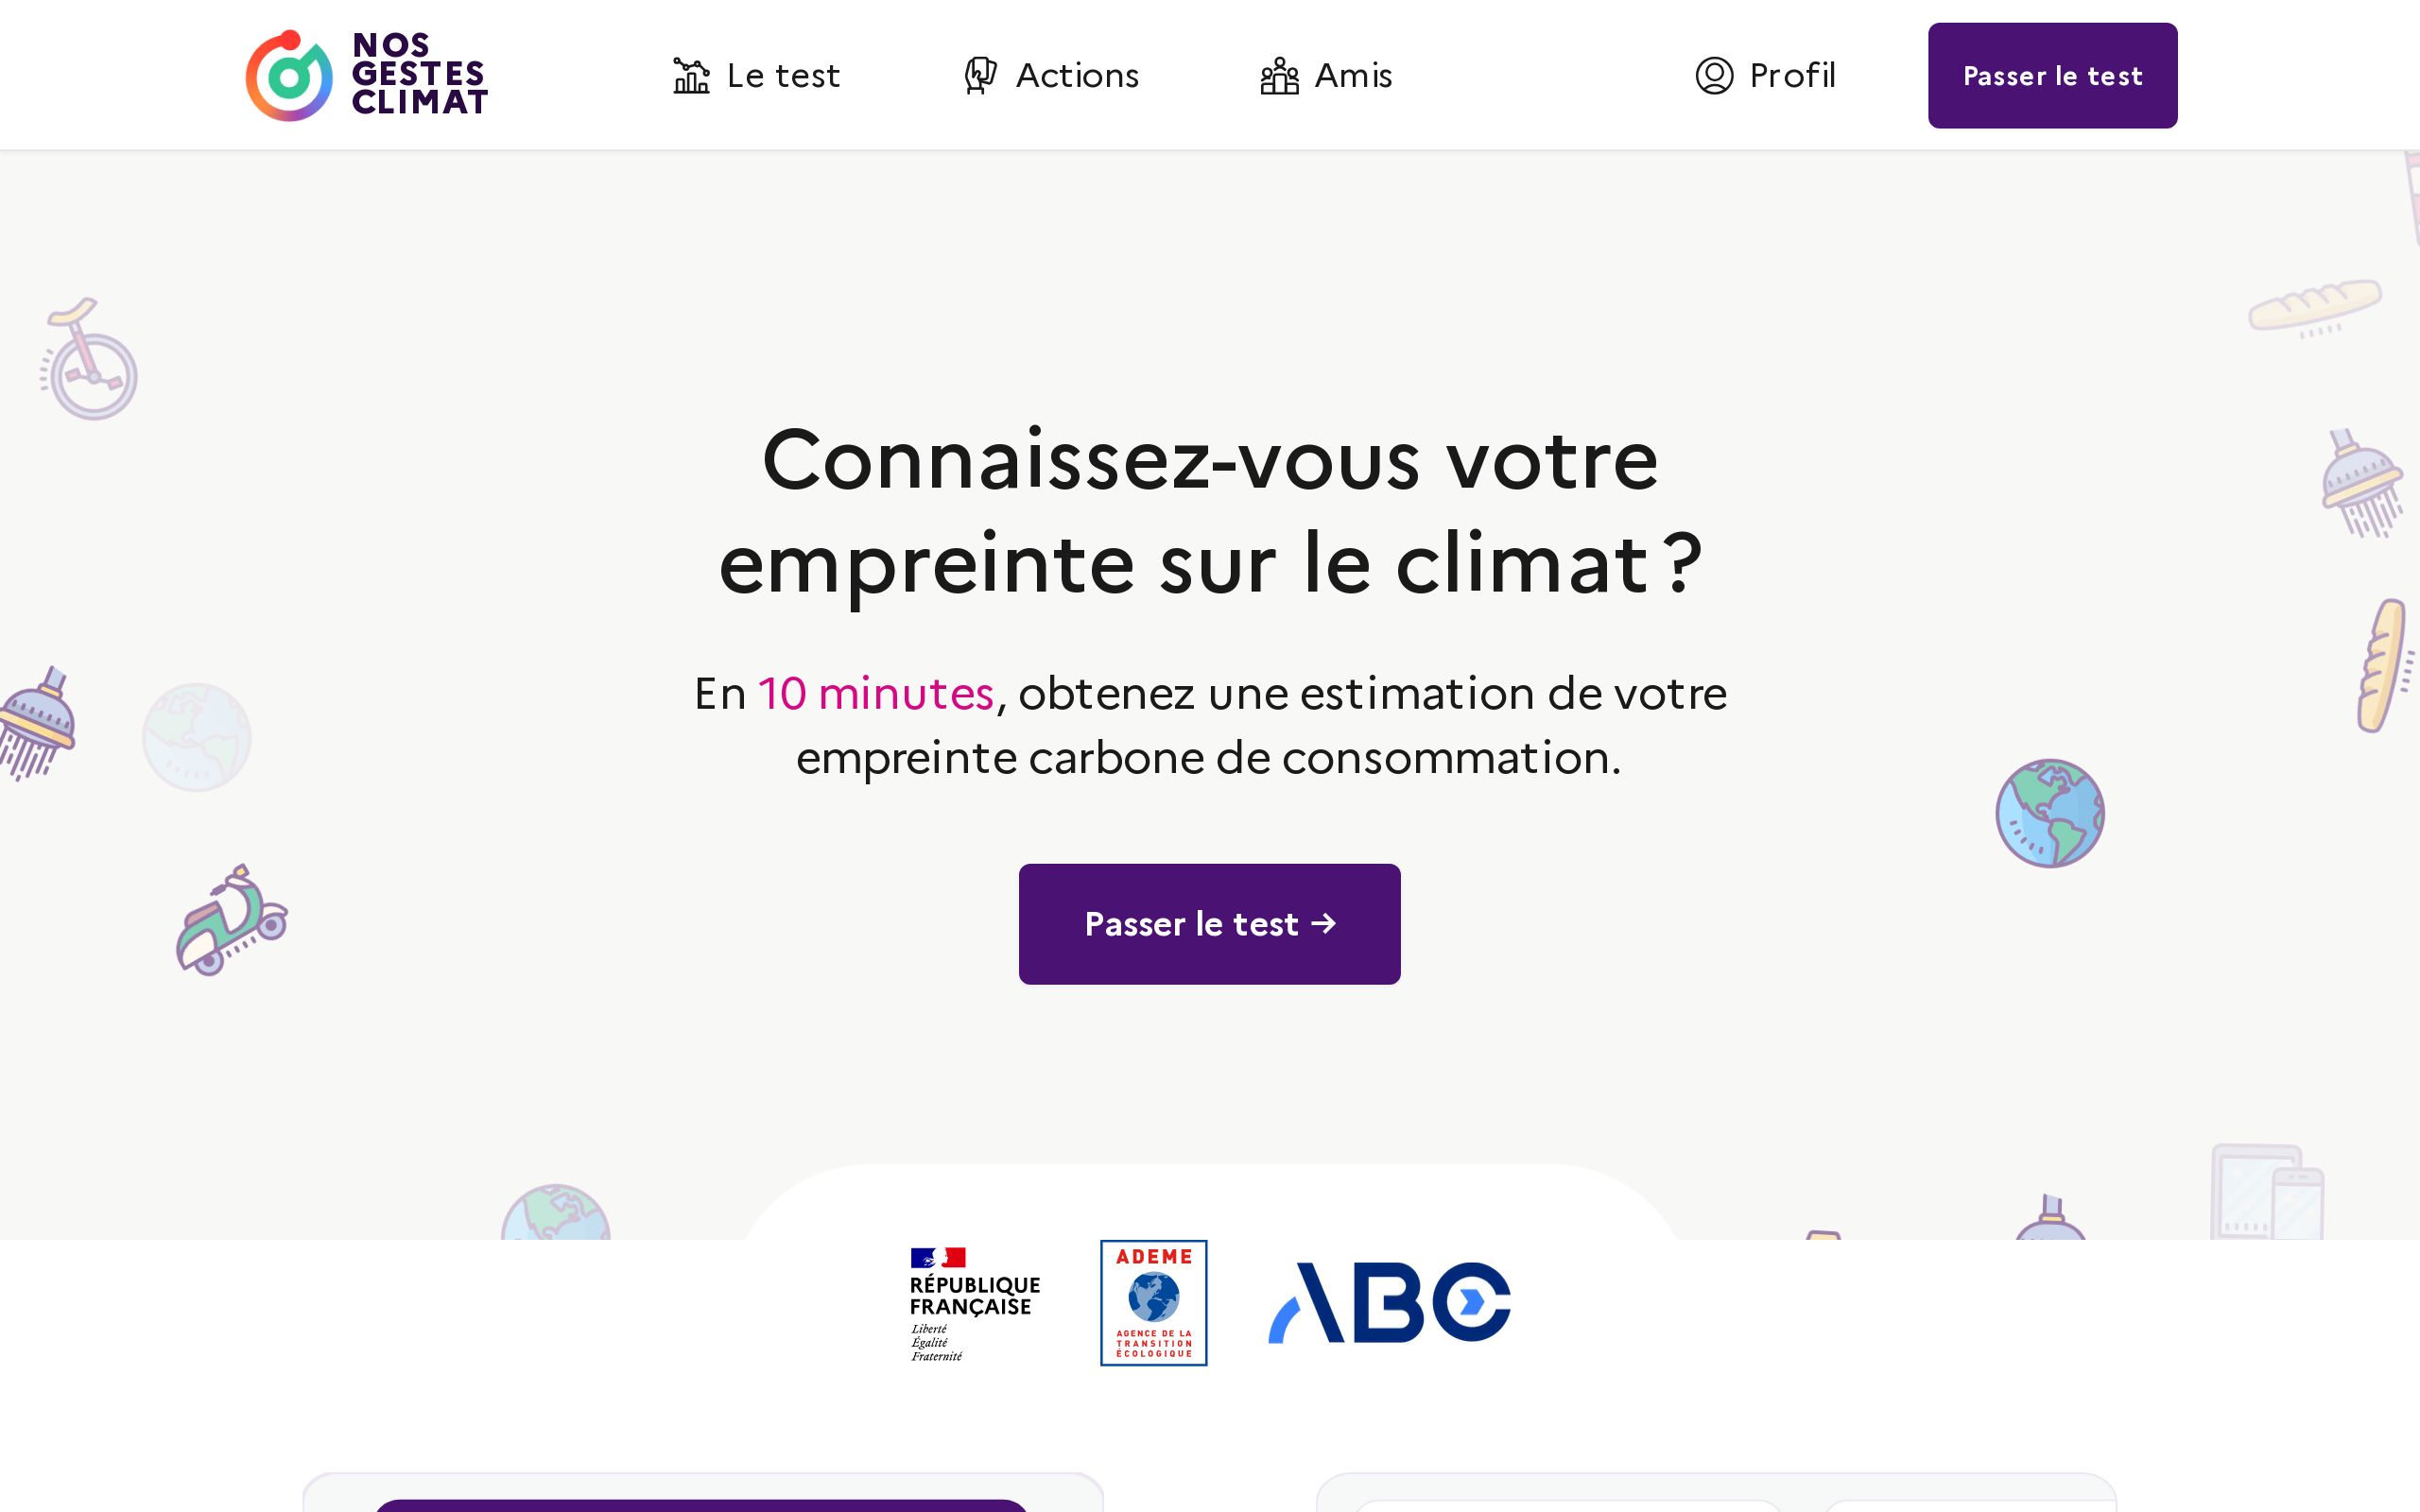 NOS
GESTES
CLIMAT
Le test
Actions
Amis
Profil
Passer le test
Connaissez-vous votre
empreinte sur le climat ?
En 10 minutes, obtenez une estimation de votre
empreinte carbone de consommation.
Passer le test →
RÉPUBLIQUE
FRANÇAISE
Liberté
Égalité
Fraternité
ADEME
AGENCE DE LA
TRANSITION
ÉCOLOGIQUE
ABC